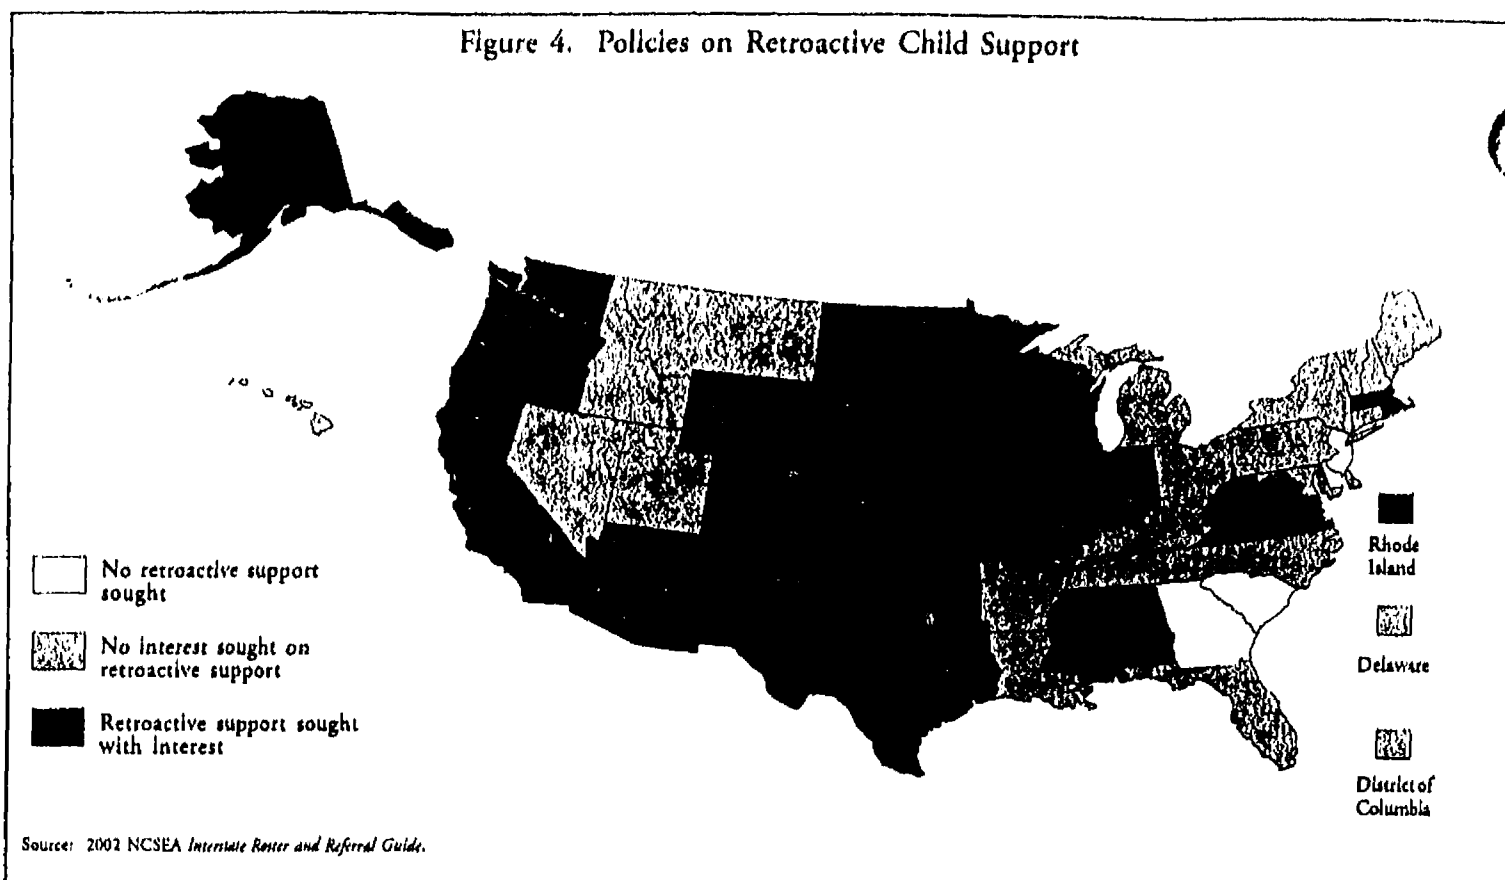 Figure 4. Policies on Retroactive Child Support
No retroactive support
sought
No interest sought on
retroactive support
Retroactive support sought
with interest
Rhode
Island
Delaware
District of
Columbia
Source: 2002 NCSEA Interstate Roster and Referral Guide.